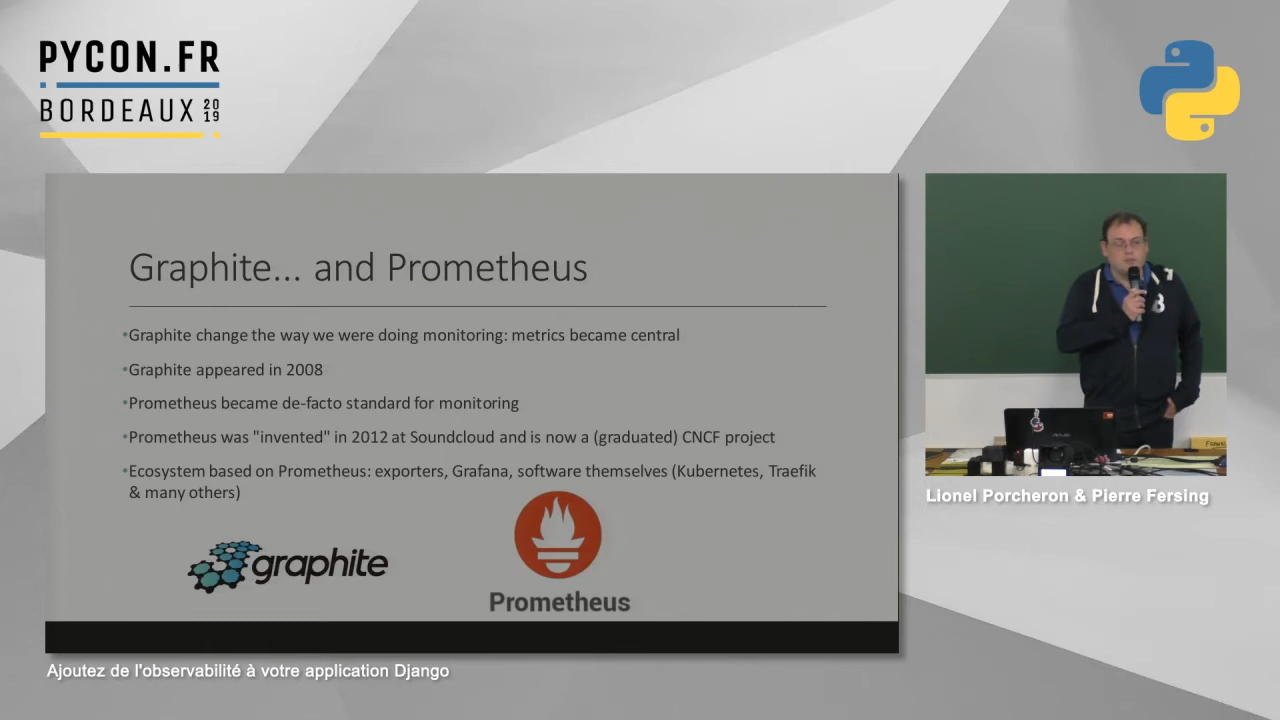 PYCON.FR
BORDEAUX 2019
Graphite... and Prometheus
•Graphite change the way we were doing monitoring: metrics became central
•Graphite appeared in 2008
•Prometheus became de-facto standard for monitoring
•Prometheus was "invented" in 2012 at Soundcloud and is now a (graduated) CNCF project
•Ecosystem based on Prometheus: exporters, Grafana, software themselves (Kubernetes, Traefik
& many others)
graphite
Prometheus
Lionel Porcheron & Pierre Fersing
Ajoutez de l'observabilité à votre application Django